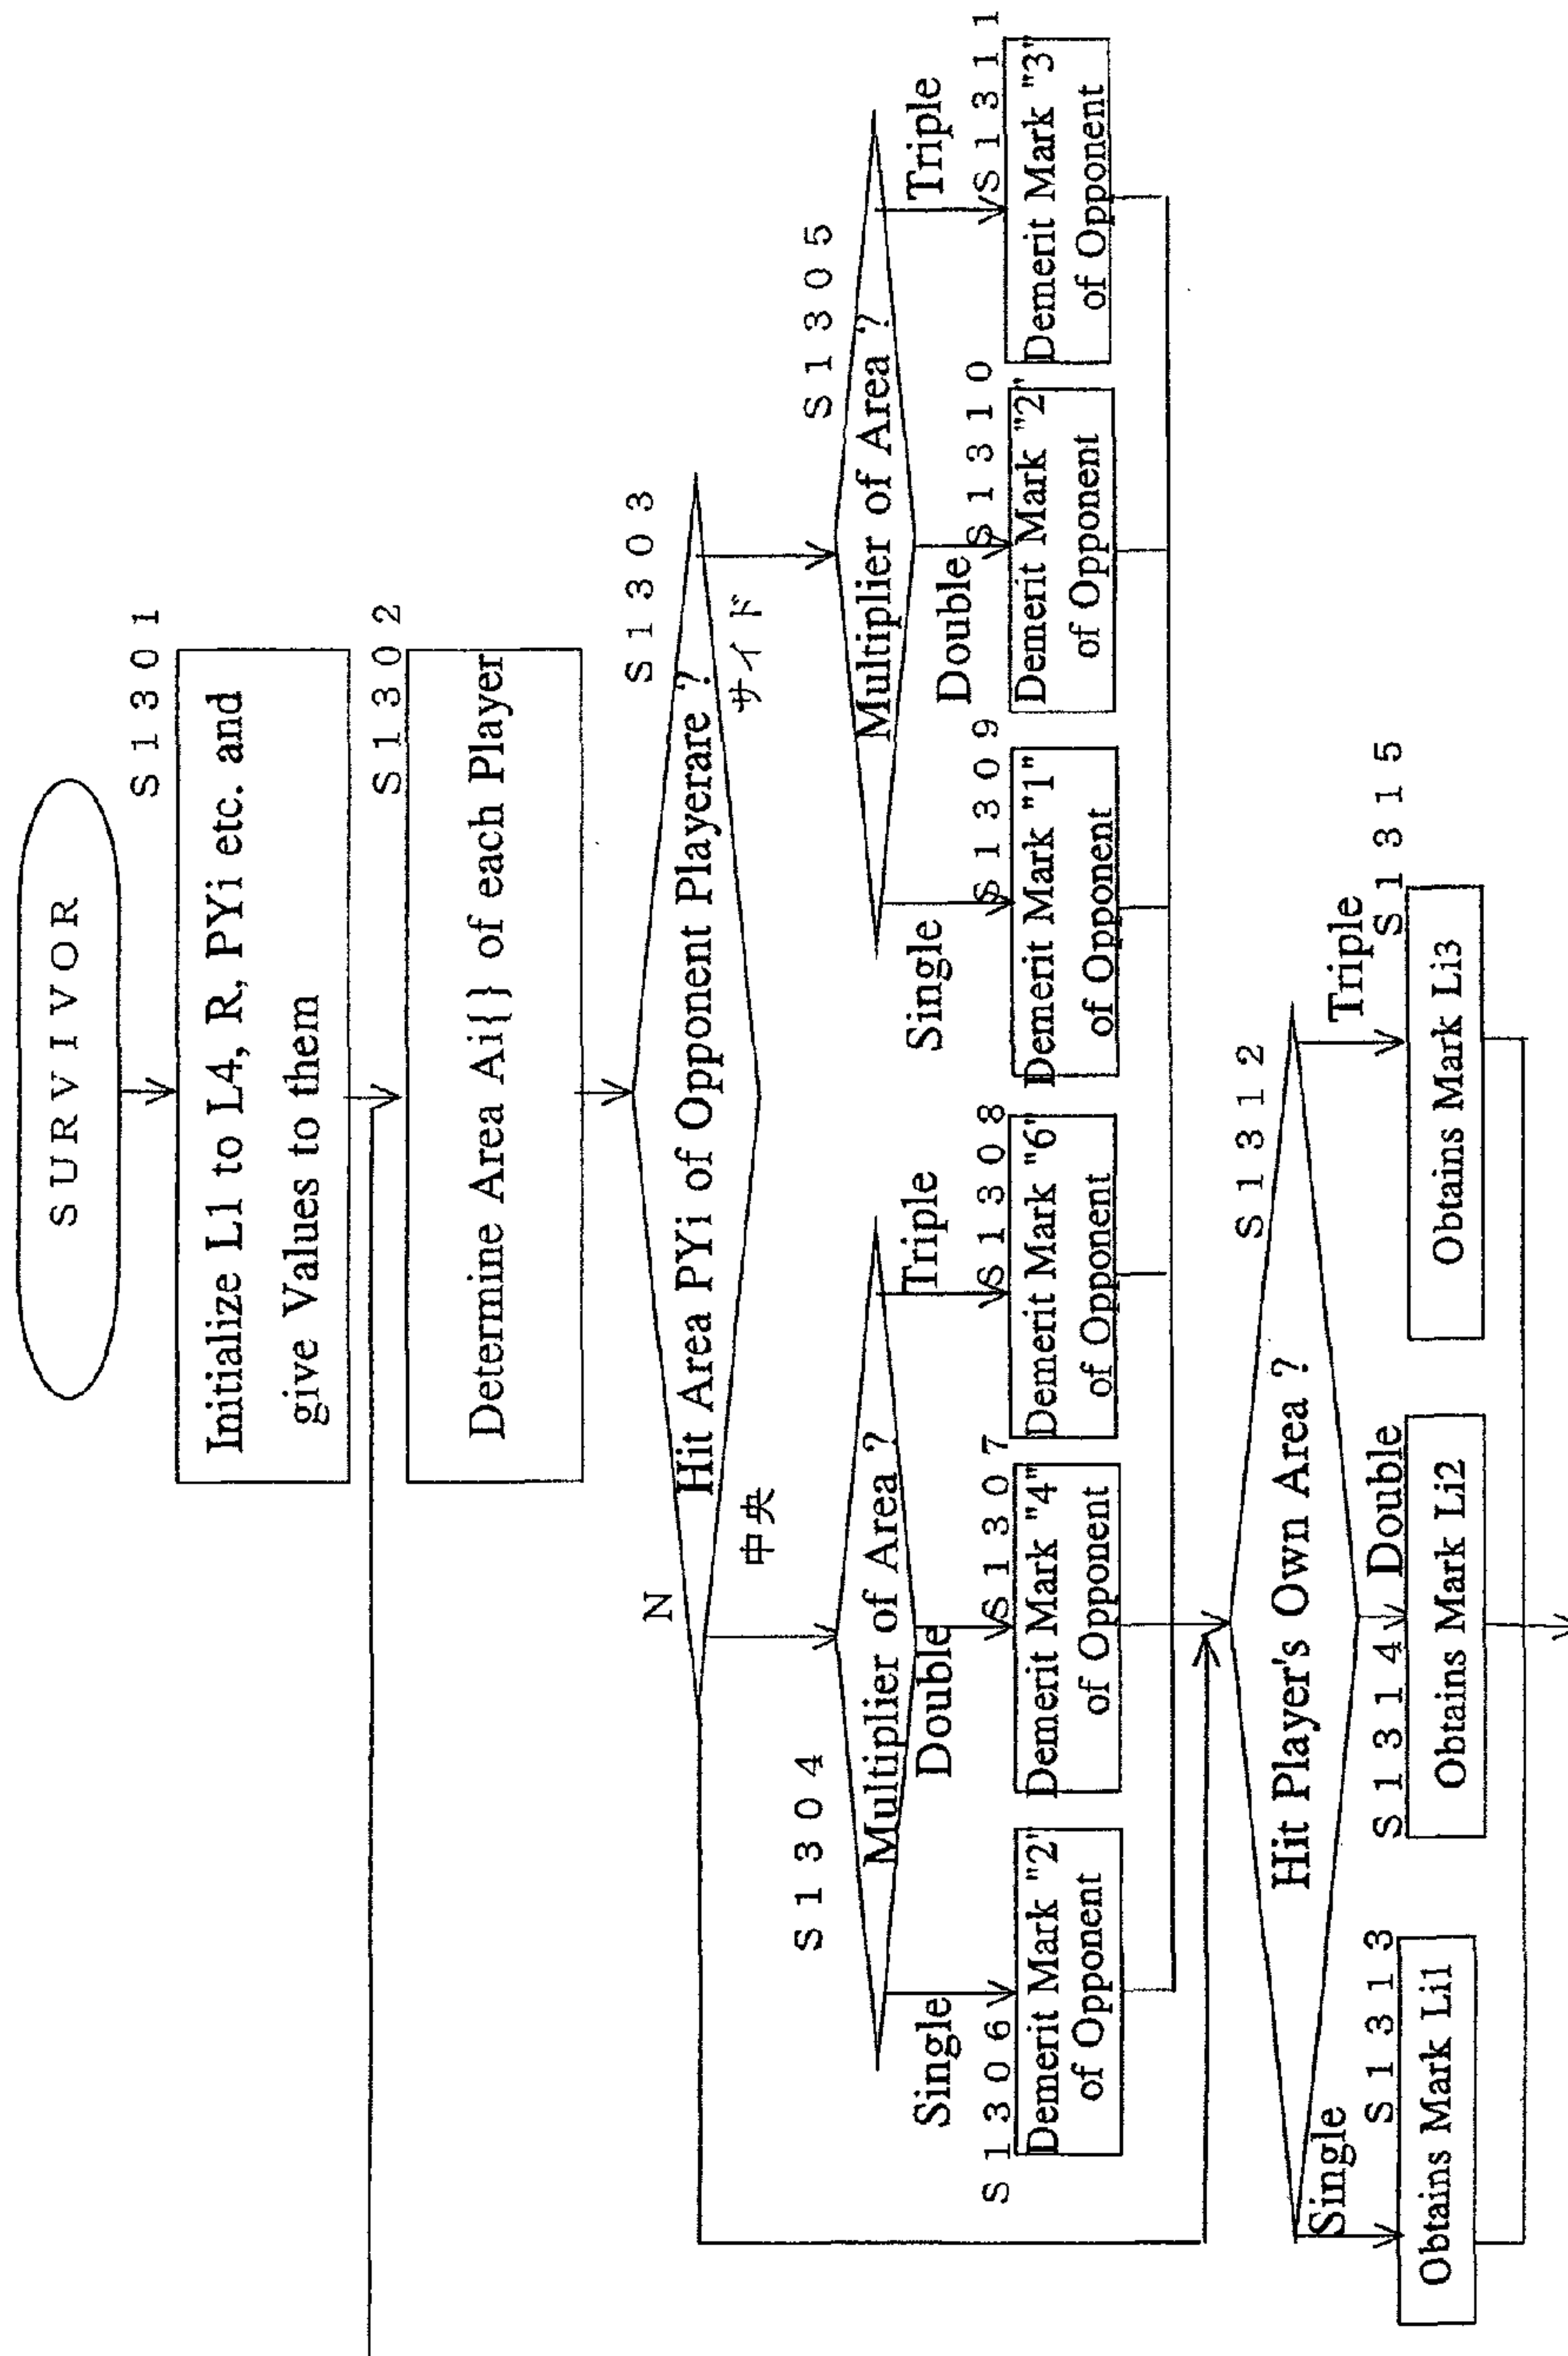 SURVIVOR
S1301
Initialize L1 to L4, R, PYi etc. and
give Values to them
S1302
Determine Area Ai{} of each Player
S1303
Hit Area PYi of Opponent Playerare ?
N
中央
サイド
S1304
Multiplier of Area ?
S1305
Multiplier of Area ?
Single
Double
Triple
Single
Double
Triple
S1306
Demerit Mark "2"
of Opponent
S1307
Demerit Mark "4"
of Opponent
S1308
Demerit Mark "6"
of Opponent
S1309
Demerit Mark "1"
of Opponent
S1310
Demerit Mark "2"
of Opponent
S1311
Demerit Mark "3"
of Opponent
S1312
Hit Player's Own Area ?
Single
Double
Triple
S1313
Obtains Mark Li1
S1314
Obtains Mark Li2
S1315
Obtains Mark Li3